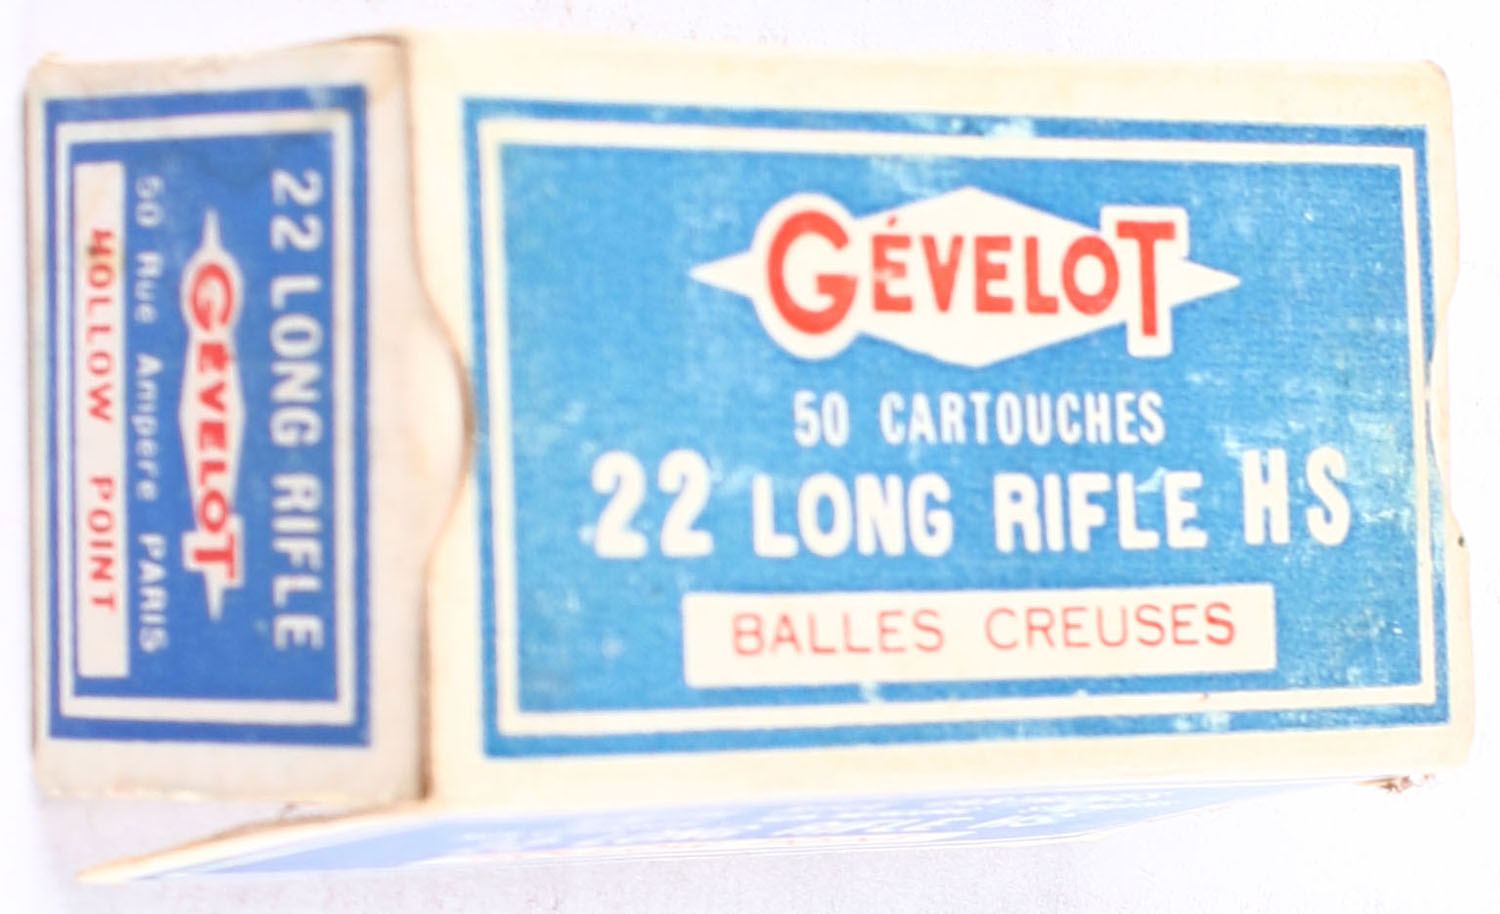 GÉVELOT
50 CARTOUCHES
22 LONG RIFLE HS
BALLES CREUSES
22 LONG RIFLE
GÉVELOT
50 Rue Ampère PARIS
HOLLOW POINT